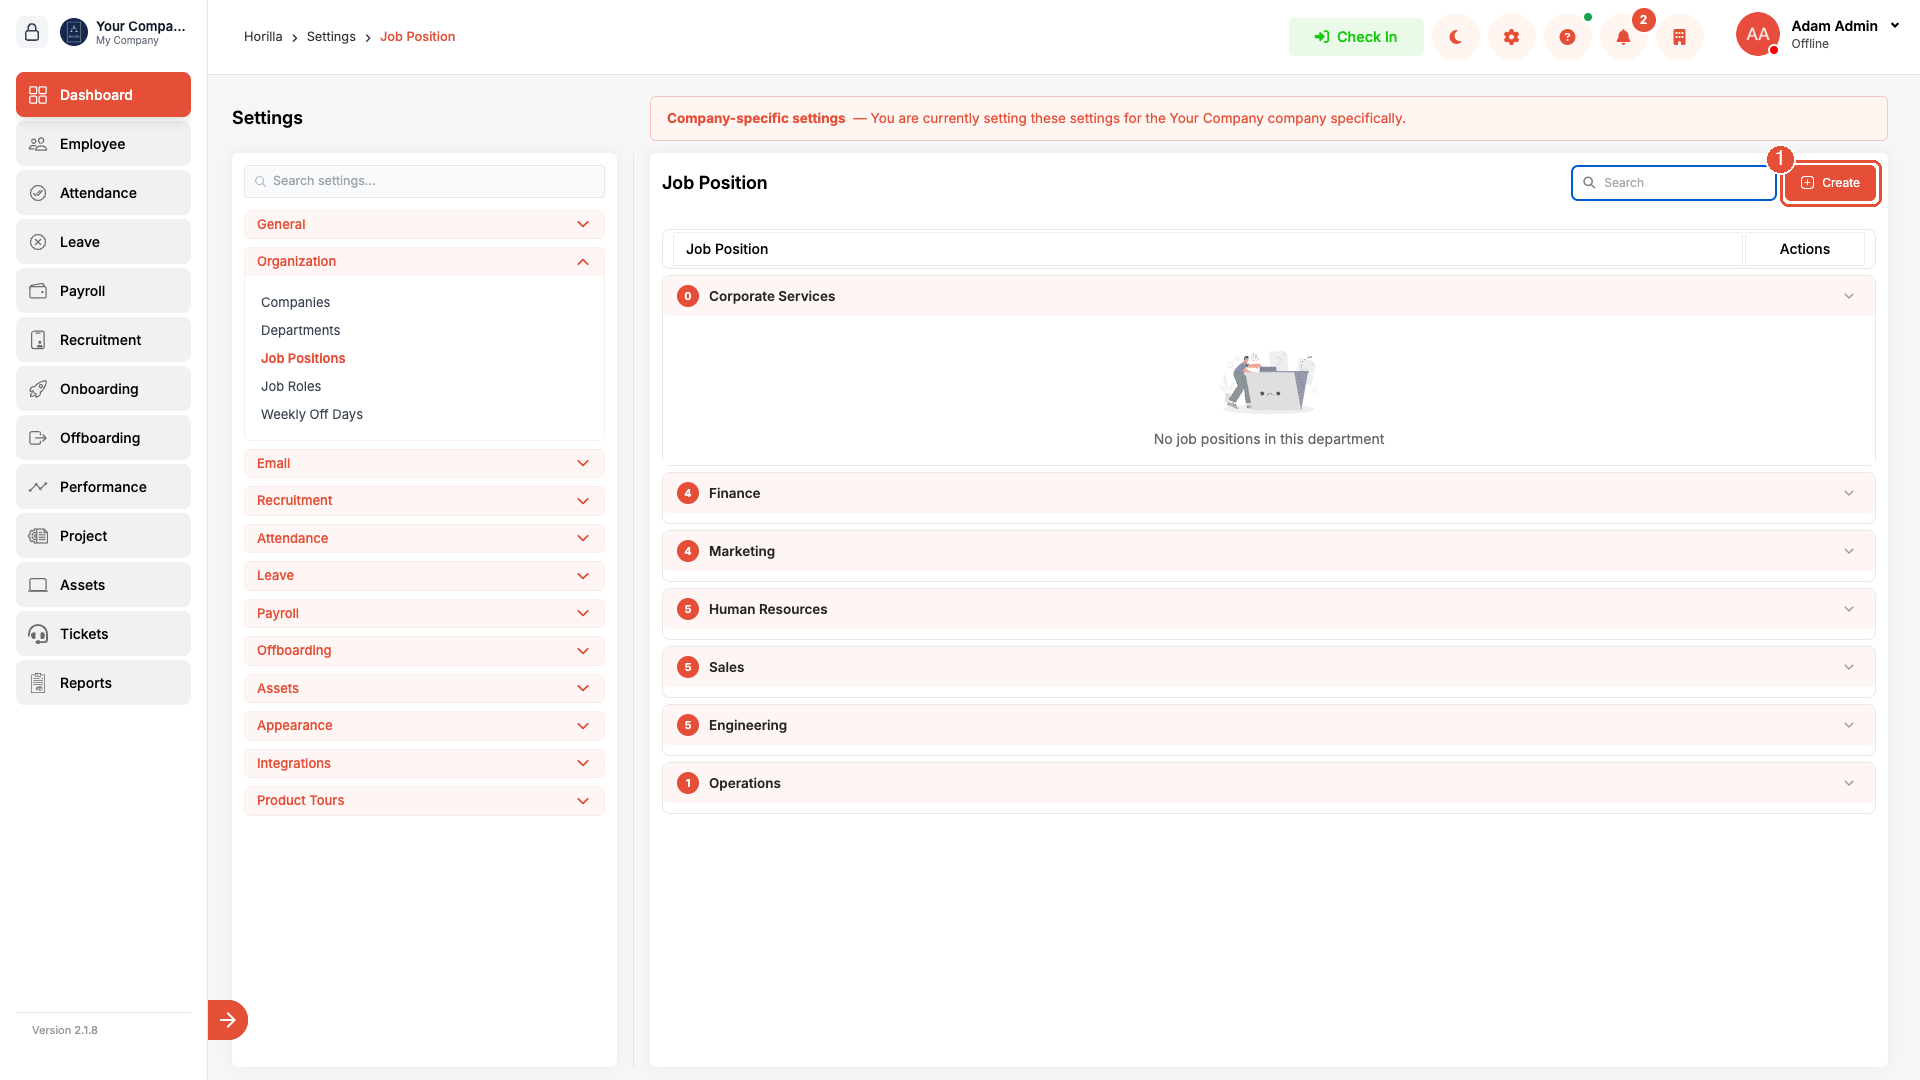 Your Compa...
My Company
Dashboard
Employee
Attendance
Leave
Payroll
Recruitment
Onboarding
Offboarding
Performance
Project
Assets
Tickets
Reports
Version 2.1.8
Horilla
Settings
Job Position
Check In
2
AA
Adam Admin
Offline
Settings
Search settings...
General
Organization
Companies
Departments
Job Positions
Job Roles
Weekly Off Days
Email
Recruitment
Attendance
Leave
Payroll
Offboarding
Assets
Appearance
Integrations
Product Tours
Company-specific settings — You are currently setting these settings for the Your Company company specifically.
Job Position
Search
1
Create
Job Position
Actions
0 Corporate Services
No job positions in this department
4 Finance
4 Marketing
5 Human Resources
5 Sales
5 Engineering
1 Operations